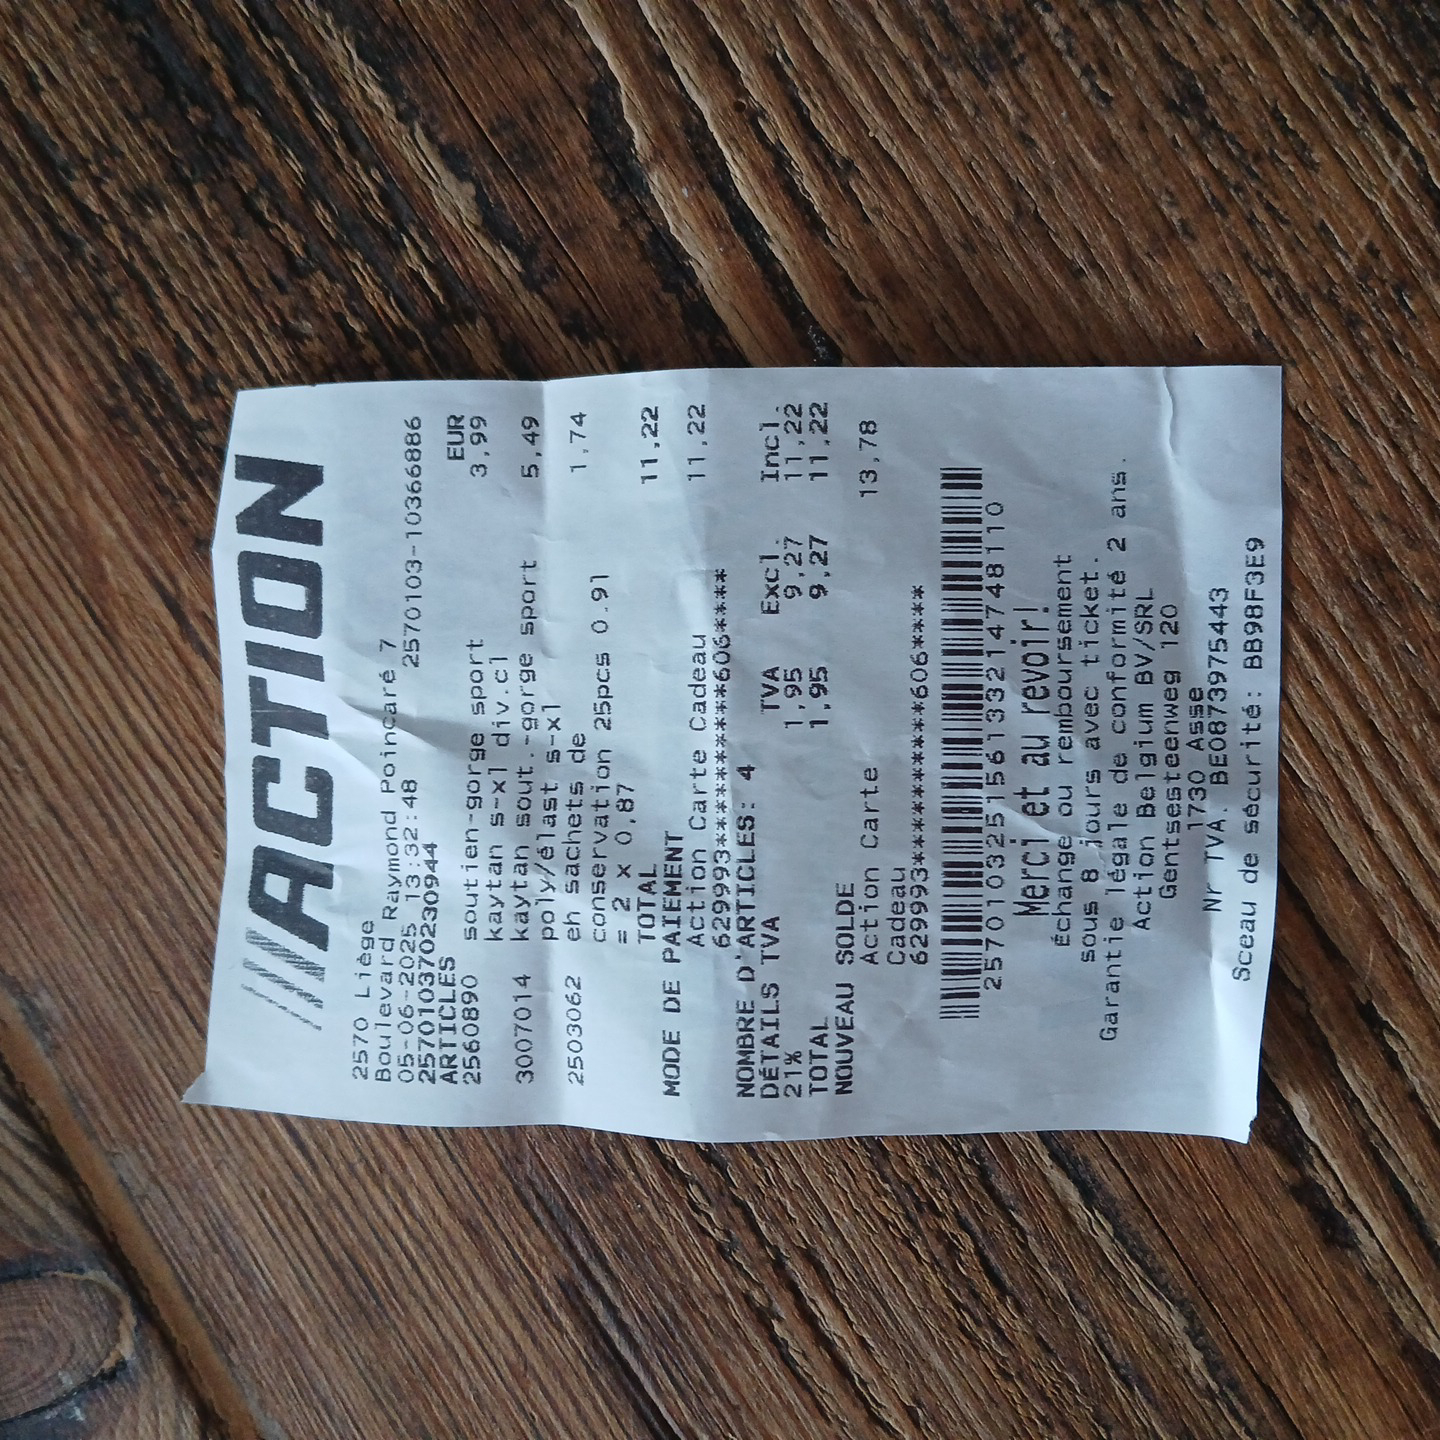 ///ACTION
2570 Liège
Boulevard Raymond Poincaré 7
05-06-2025 13:32:48 2570103-10366886
2570103702230944
ARTICLES EUR
2560890 soutien-gorge sport 3,99
kaytan s-xl div.cl
3007014 kaytan sout.-gorge sport 5,49
poly/élast s-xl
2503062 en sachets de 1,74
conservation 25pcs 0.91
= 2 x 0,87
TOTAL 11,22
MODE DE PAIEMENT
Action Carte Cadeau 11,22
629993************606****
NOMBRE D'ARTICLES: 4
DÉTAILS TVA TVA Excl. Incl.
21% 1,95 9,27 11,22
TOTAL 1,95 9,27 11,22
NOUVEAU SOLDE
Action Carte 13,78
Cadeau
629993************606****
257010325156133214748110
Merci et au revoir!
Échange ou remboursement
sous 8 jours avec ticket.
Garantie légale de conformité 2 ans.
Action Belgium BV/SRL
Gentsesteenweg 120
1730 Asse
Nr TVA. BE0873975443
Sceau de sécurité: BB98F3E9